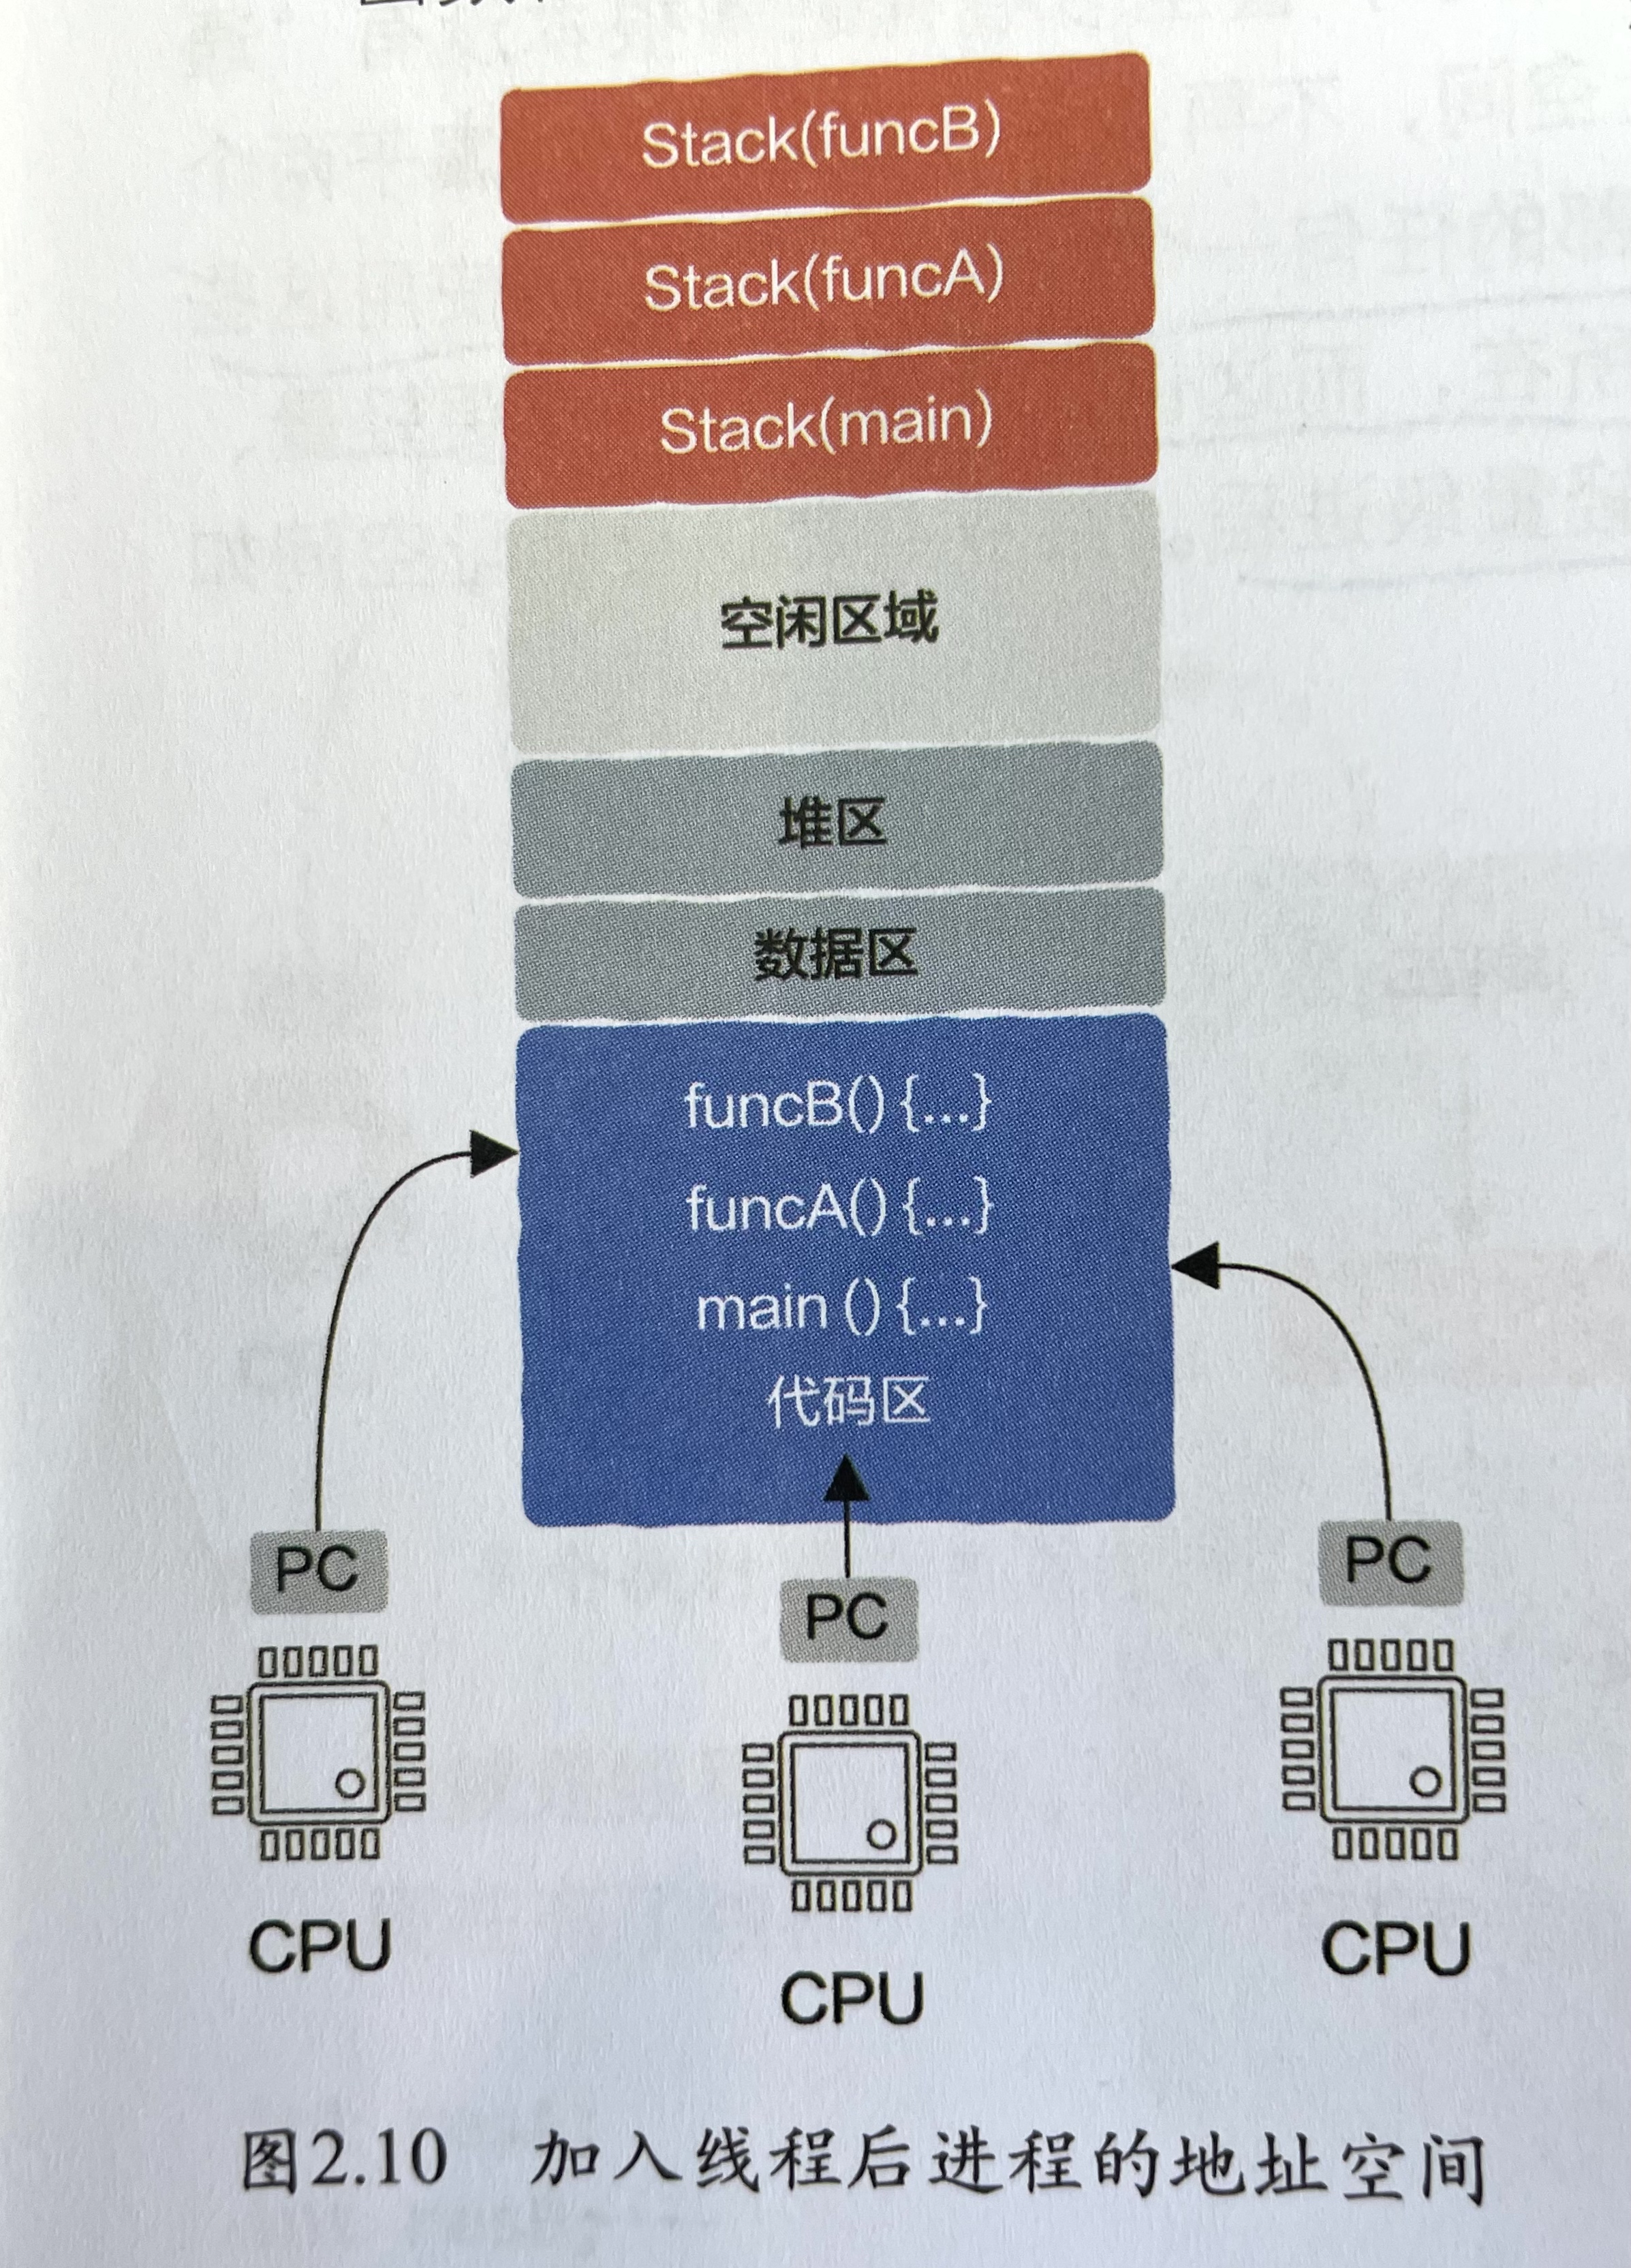 Stack(funcB)
Stack(funcA)
Stack(main)
空闲区域
堆区
数据区
funcB() {...}
funcA() {...}
main () {...}
代码区
PC
PC
PC
CPU
CPU
CPU
图2.10 加入线程后进程的地址空间